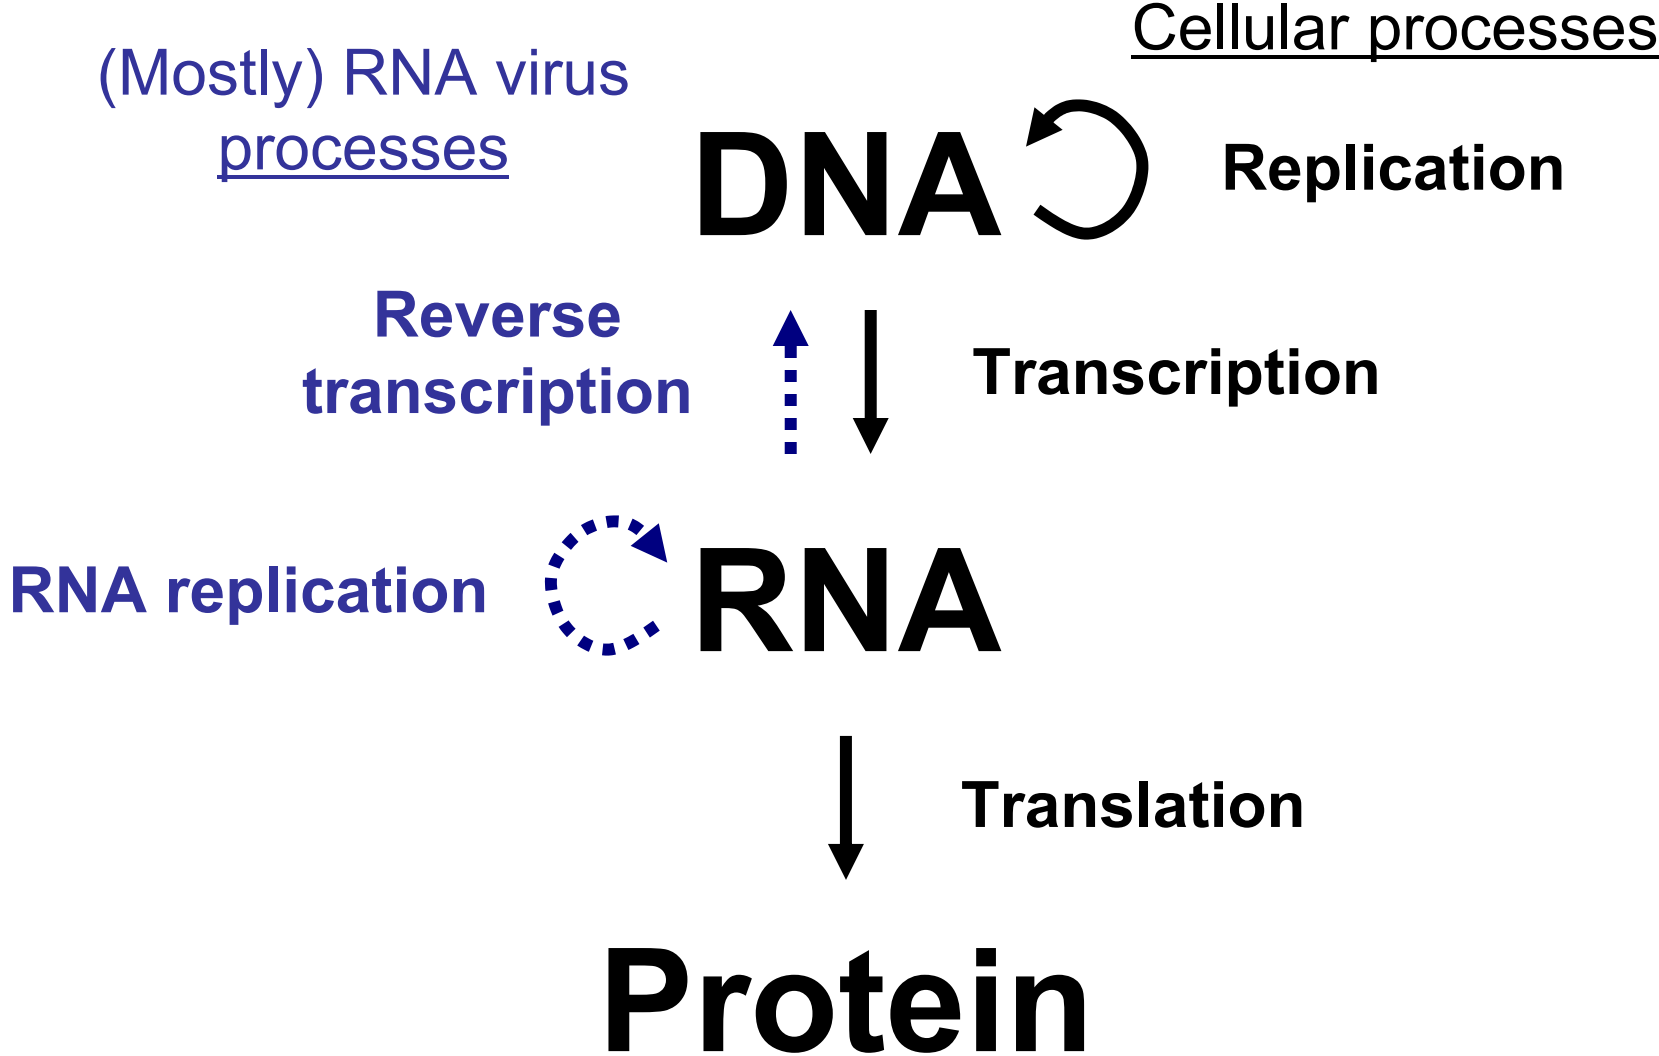 Cellular processes
(Mostly) RNA virus
processes
DNA
Replication
Reverse
transcription
Transcription
RNA replication
RNA
Translation
Protein